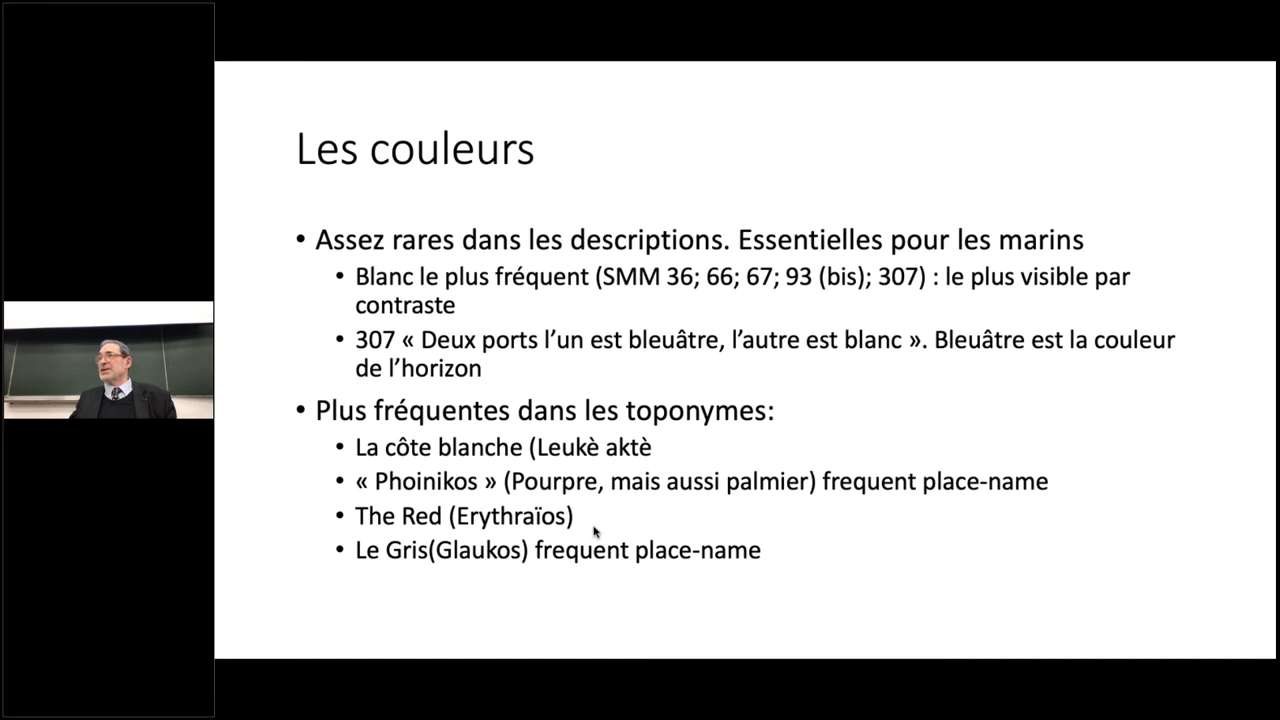 Les couleurs
• Assez rares dans les descriptions. Essentielles pour les marins
• Blanc le plus fréquent (SMM 36; 66; 67; 93 (bis); 307) : le plus visible par
contraste
• 307 « Deux ports l’un est bleuâtre, l’autre est blanc ». Bleuâtre est la couleur
de l’horizon
• Plus fréquentes dans les toponymes:
• La côte blanche (Leukè aktè
• « Phoinikos » (Pourpre, mais aussi palmier) frequent place-name
• The Red (Erythraïos)
• Le Gris(Glaukos) frequent place-name